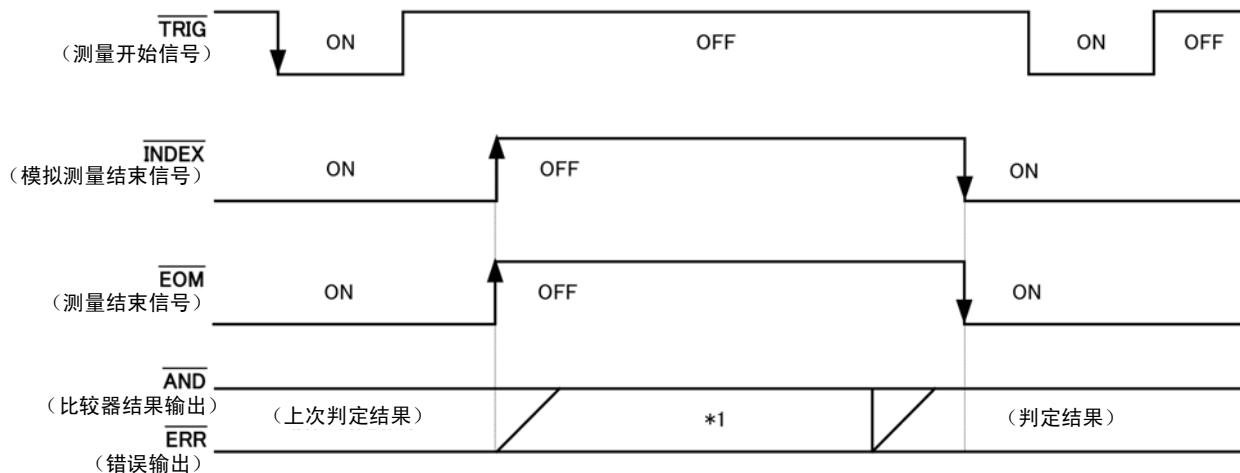 TRIG
（测量开始信号）
ON
OFF
ON
OFF
INDEX
（模拟测量结束信号）
ON
OFF
ON
EOM
（测量结束信号）
ON
OFF
ON
AND
（比较器结果输出）
（上次判定结果）
*1
（判定结果）
ERR
（错误输出）